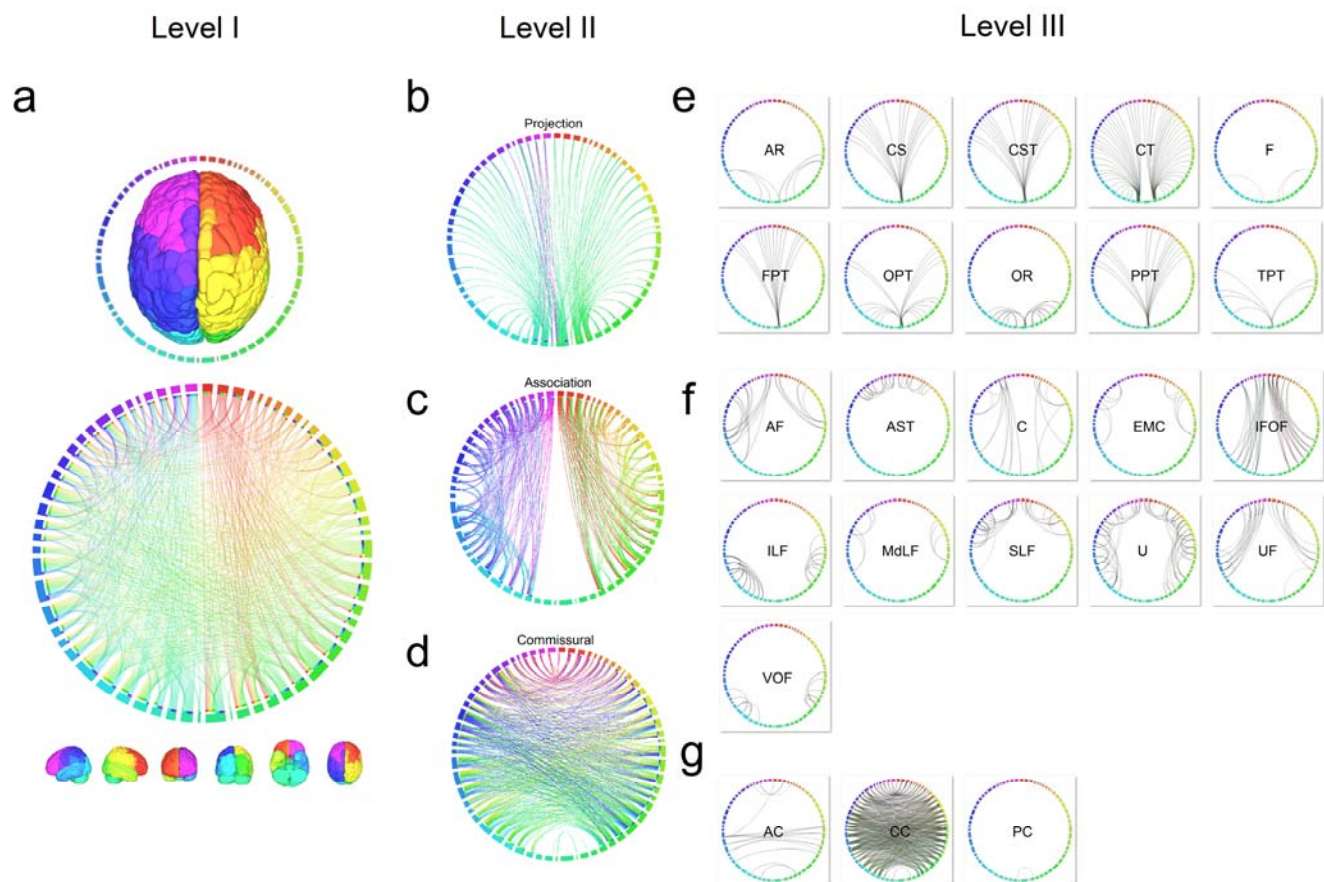 Level I
Level II
Level III
a
b
Projection
c
Association
d
Commissural
e
AR
CS
CST
CT
F
FPT
OPT
OR
PPT
TPT
f
AF
AST
C
EMC
IFOF
ILF
MdLF
SLF
U
UF
VOF
g
AC
CC
PC